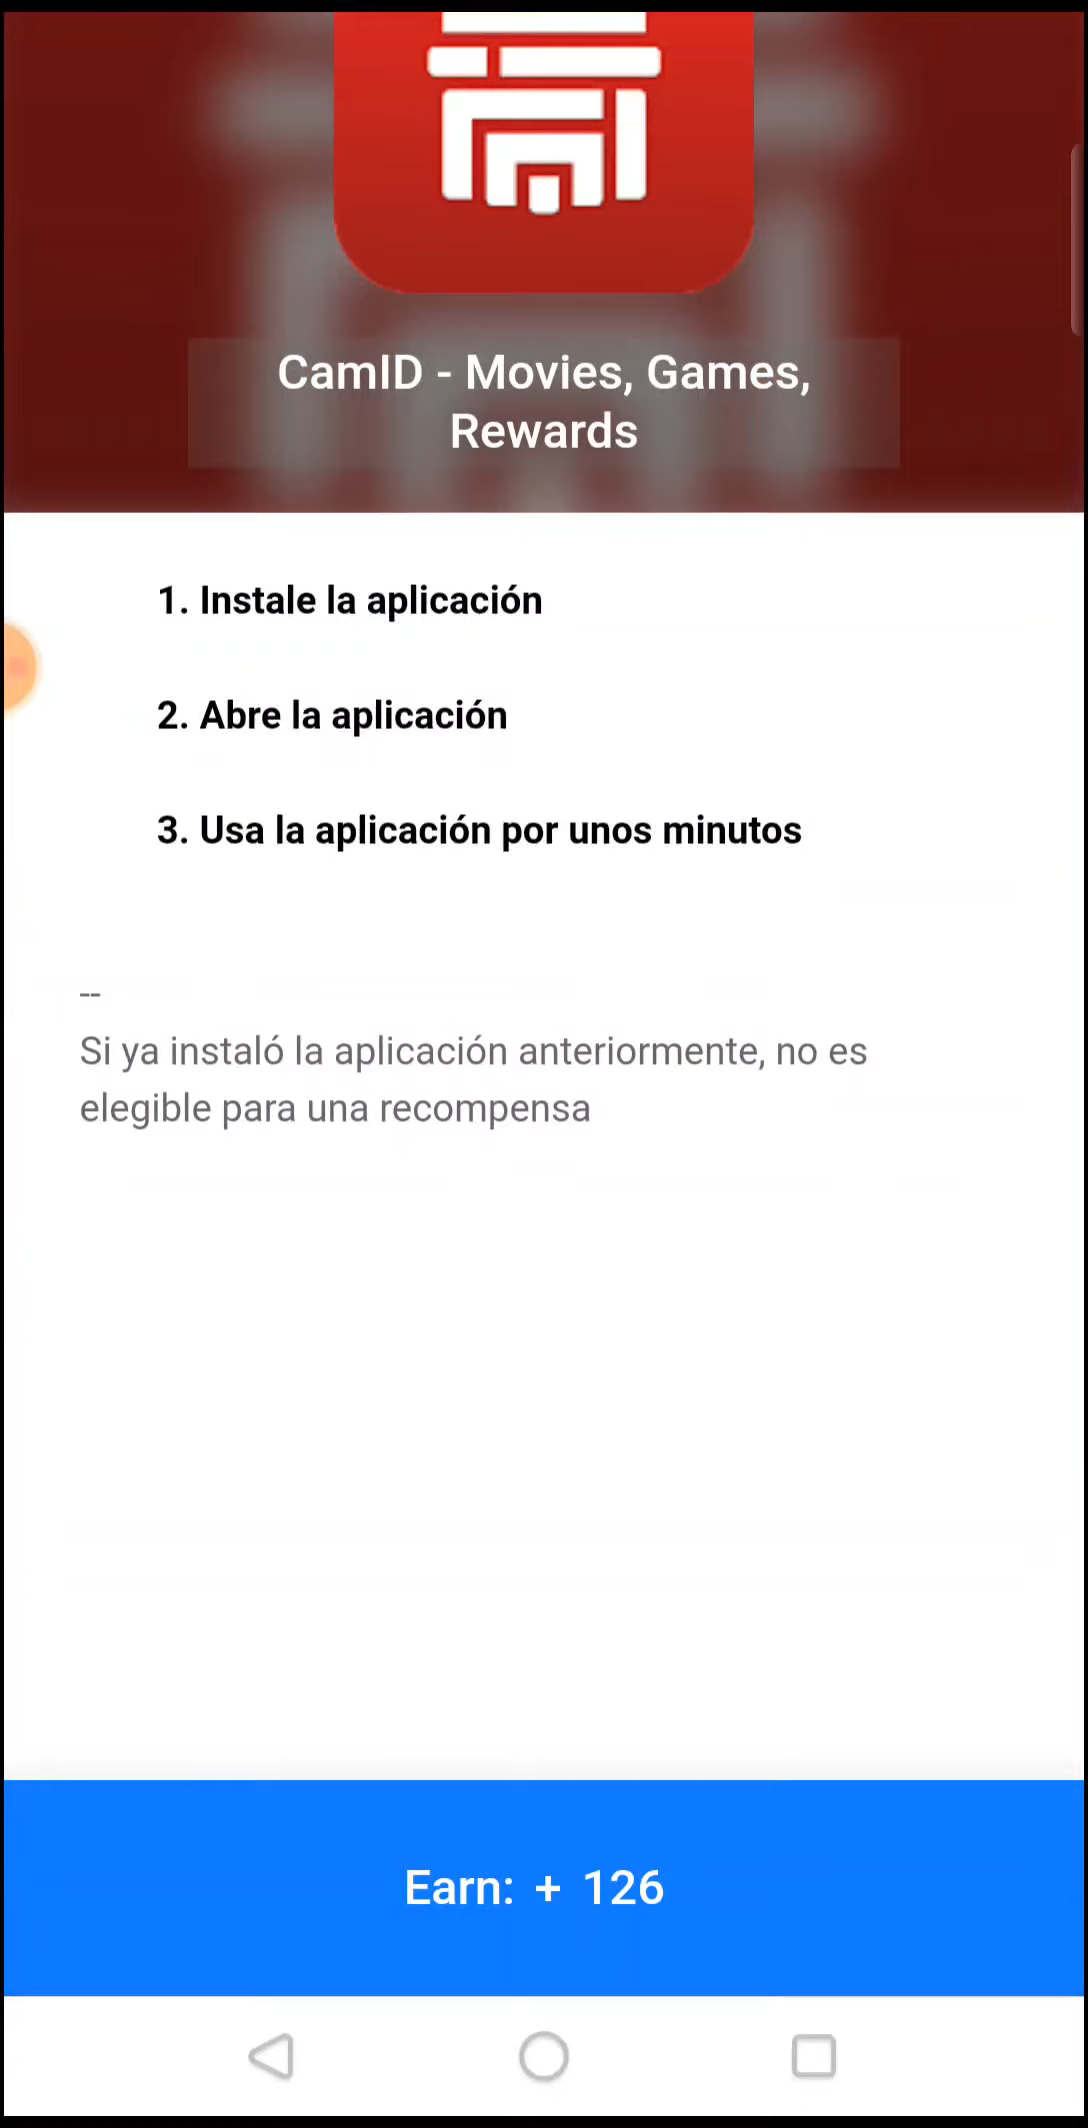 CamID - Movies, Games,
Rewards
1. Instale la aplicación
2. Abre la aplicación
3. Usa la aplicación por unos minutos
--
Si ya instaló la aplicación anteriormente, no es
elegible para una recompensa
Earn: + 126